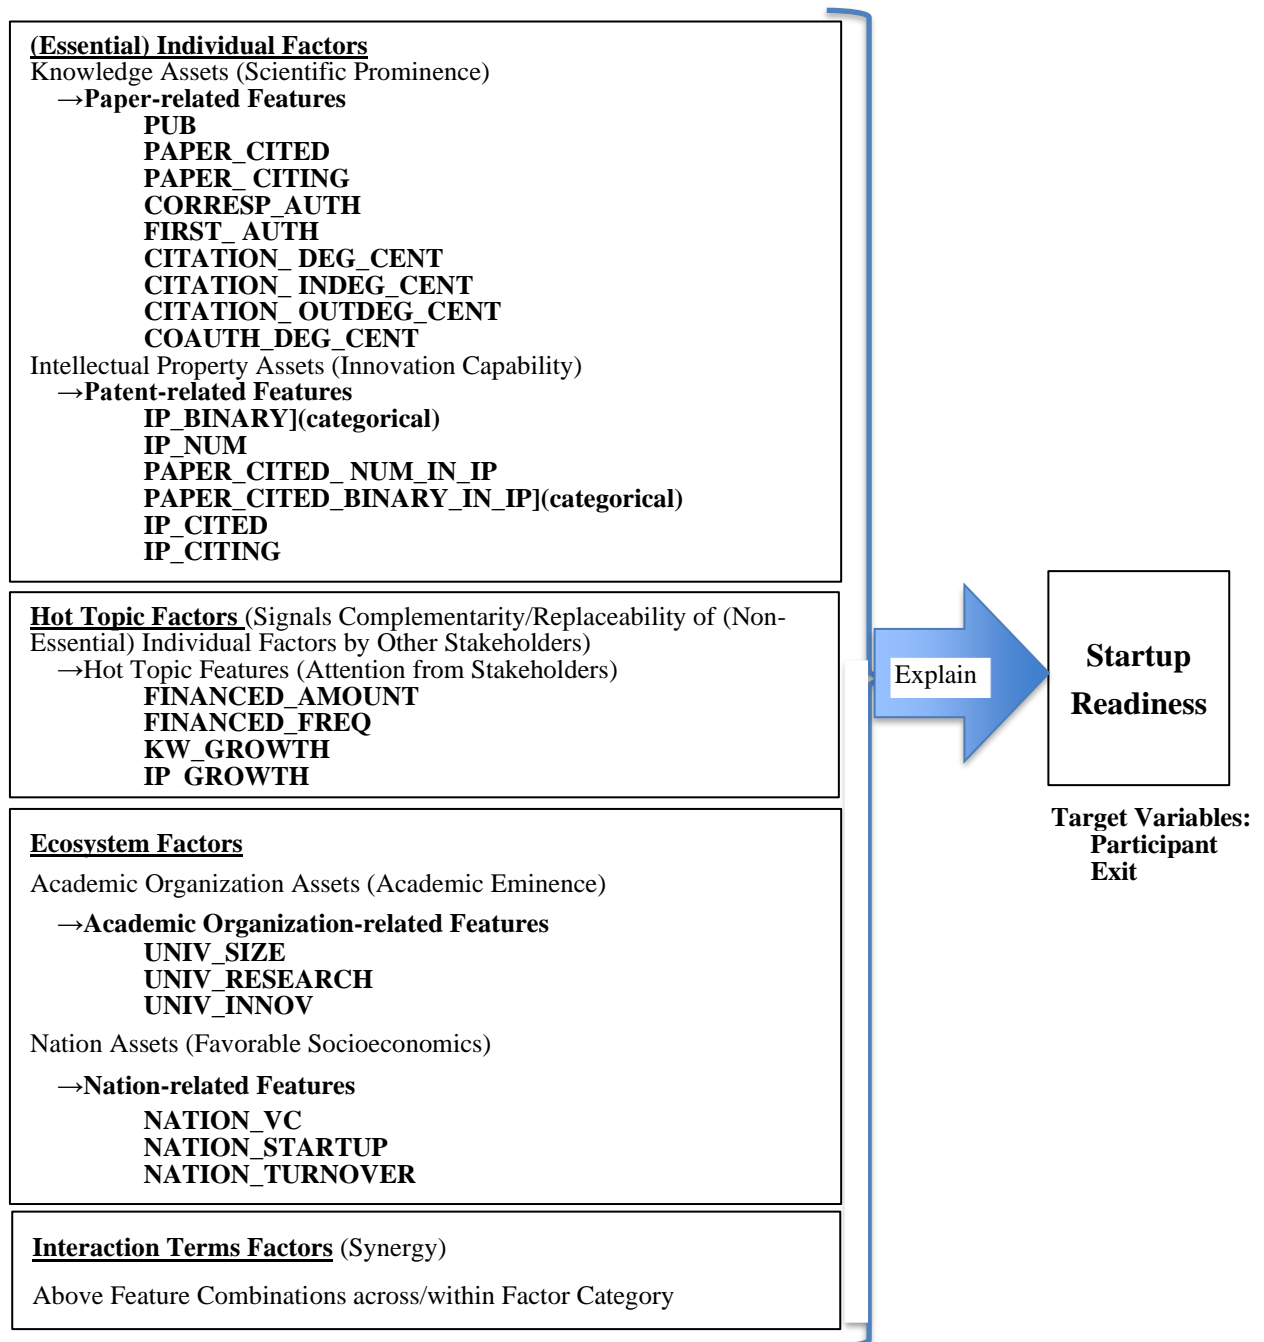 (Essential) Individual Factors
Knowledge Assets (Scientific Prominence)
→Paper-related Features
PUB
PAPER_CITED
PAPER_ CITING
CORRESP_AUTH
FIRST_ AUTH
CITATION_ DEG_CENT
CITATION_ INDEG_CENT
CITATION_ OUTDEG_CENT
COAUTH_DEG_CENT
Intellectual Property Assets (Innovation Capability)
→Patent-related Features
IP_BINARY](categorical)
IP_NUM
PAPER_CITED_ NUM_IN_IP
PAPER_CITED_BINARY_IN_IP](categorical)
IP_CITED
IP_CITING
Hot Topic Factors (Signals Complementarity/Replaceability of (Non-
Essential) Individual Factors by Other Stakeholders)
→Hot Topic Features (Attention from Stakeholders)
FINANCED_AMOUNT
FINANCED_FREQ
KW_GROWTH
IP_GROWTH
Ecosystem Factors
Academic Organization Assets (Academic Eminence)
→Academic Organization-related Features
UNIV_SIZE
UNIV_RESEARCH
UNIV_INNOV
Nation Assets (Favorable Socioeconomics)
→Nation-related Features
NATION_VC
NATION_STARTUP
NATION_TURNOVER
Interaction Terms Factors (Synergy)
Above Feature Combinations across/within Factor Category
Explain
Startup
Readiness
Target Variables:
Participant
Exit